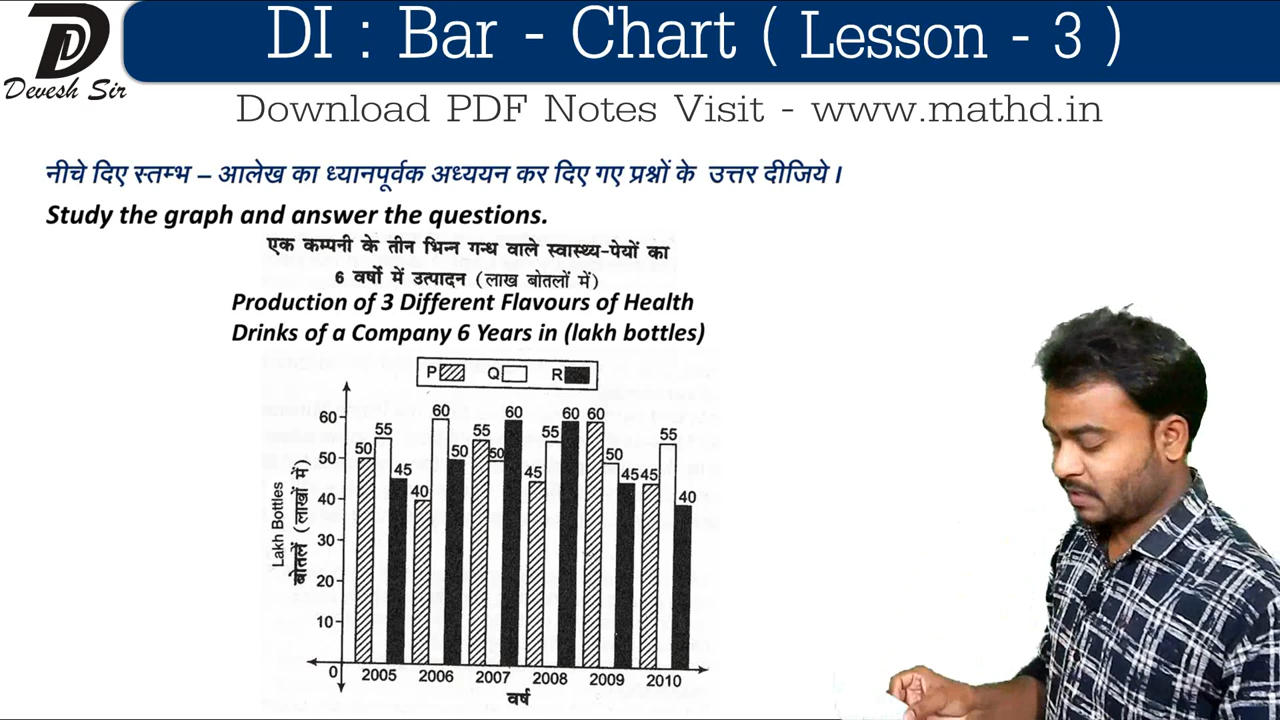 DI : Bar - Chart ( Lesson - 3 )
Devesh Sir
Download PDF Notes Visit - www.mathd.in
नीचे दिए स्तम्भ – आलेख का ध्यानपूर्वक अध्ययन कर दिए गए प्रश्नों के उत्तर दीजिये ।
Study the graph and answer the questions.
एक कम्पनी के तीन भिन्न गन्ध वाले स्वास्थ्य-पेयों का
6 वर्षों में उत्पादन (लाख बोतलों में)
Production of 3 Different Flavours of Health
Drinks of a Company 6 Years in (lakh bottles)
P Q R
60
50
40
30
20
10
0
Lakh Bottles
बोतलें (लाखों में)
50 55 45
40 60 50
55 50 60
45 55 60
60 50 45
45 55 40
2005 2006 2007 2008 2009 2010
वर्ष